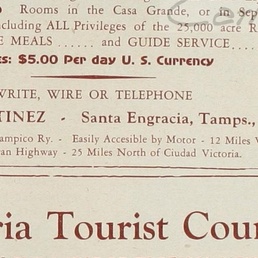 Rooms in the Casa Grande, or in Sep
ncluding ALL Privileges of the 25,000 acre R
E MEALS ...... and GUIDE SERVICE....
s: $5.00 Per day U. S. Currency
WRITE, WIRE OR TELEPHONE
TINEZ - Santa Engracia, Tamps.,
ampico Ry. - Easily Accesible by Motor - 12 Miles
an Highway - 25 Miles North of Ciudad Victoria.
ria Tourist Cour